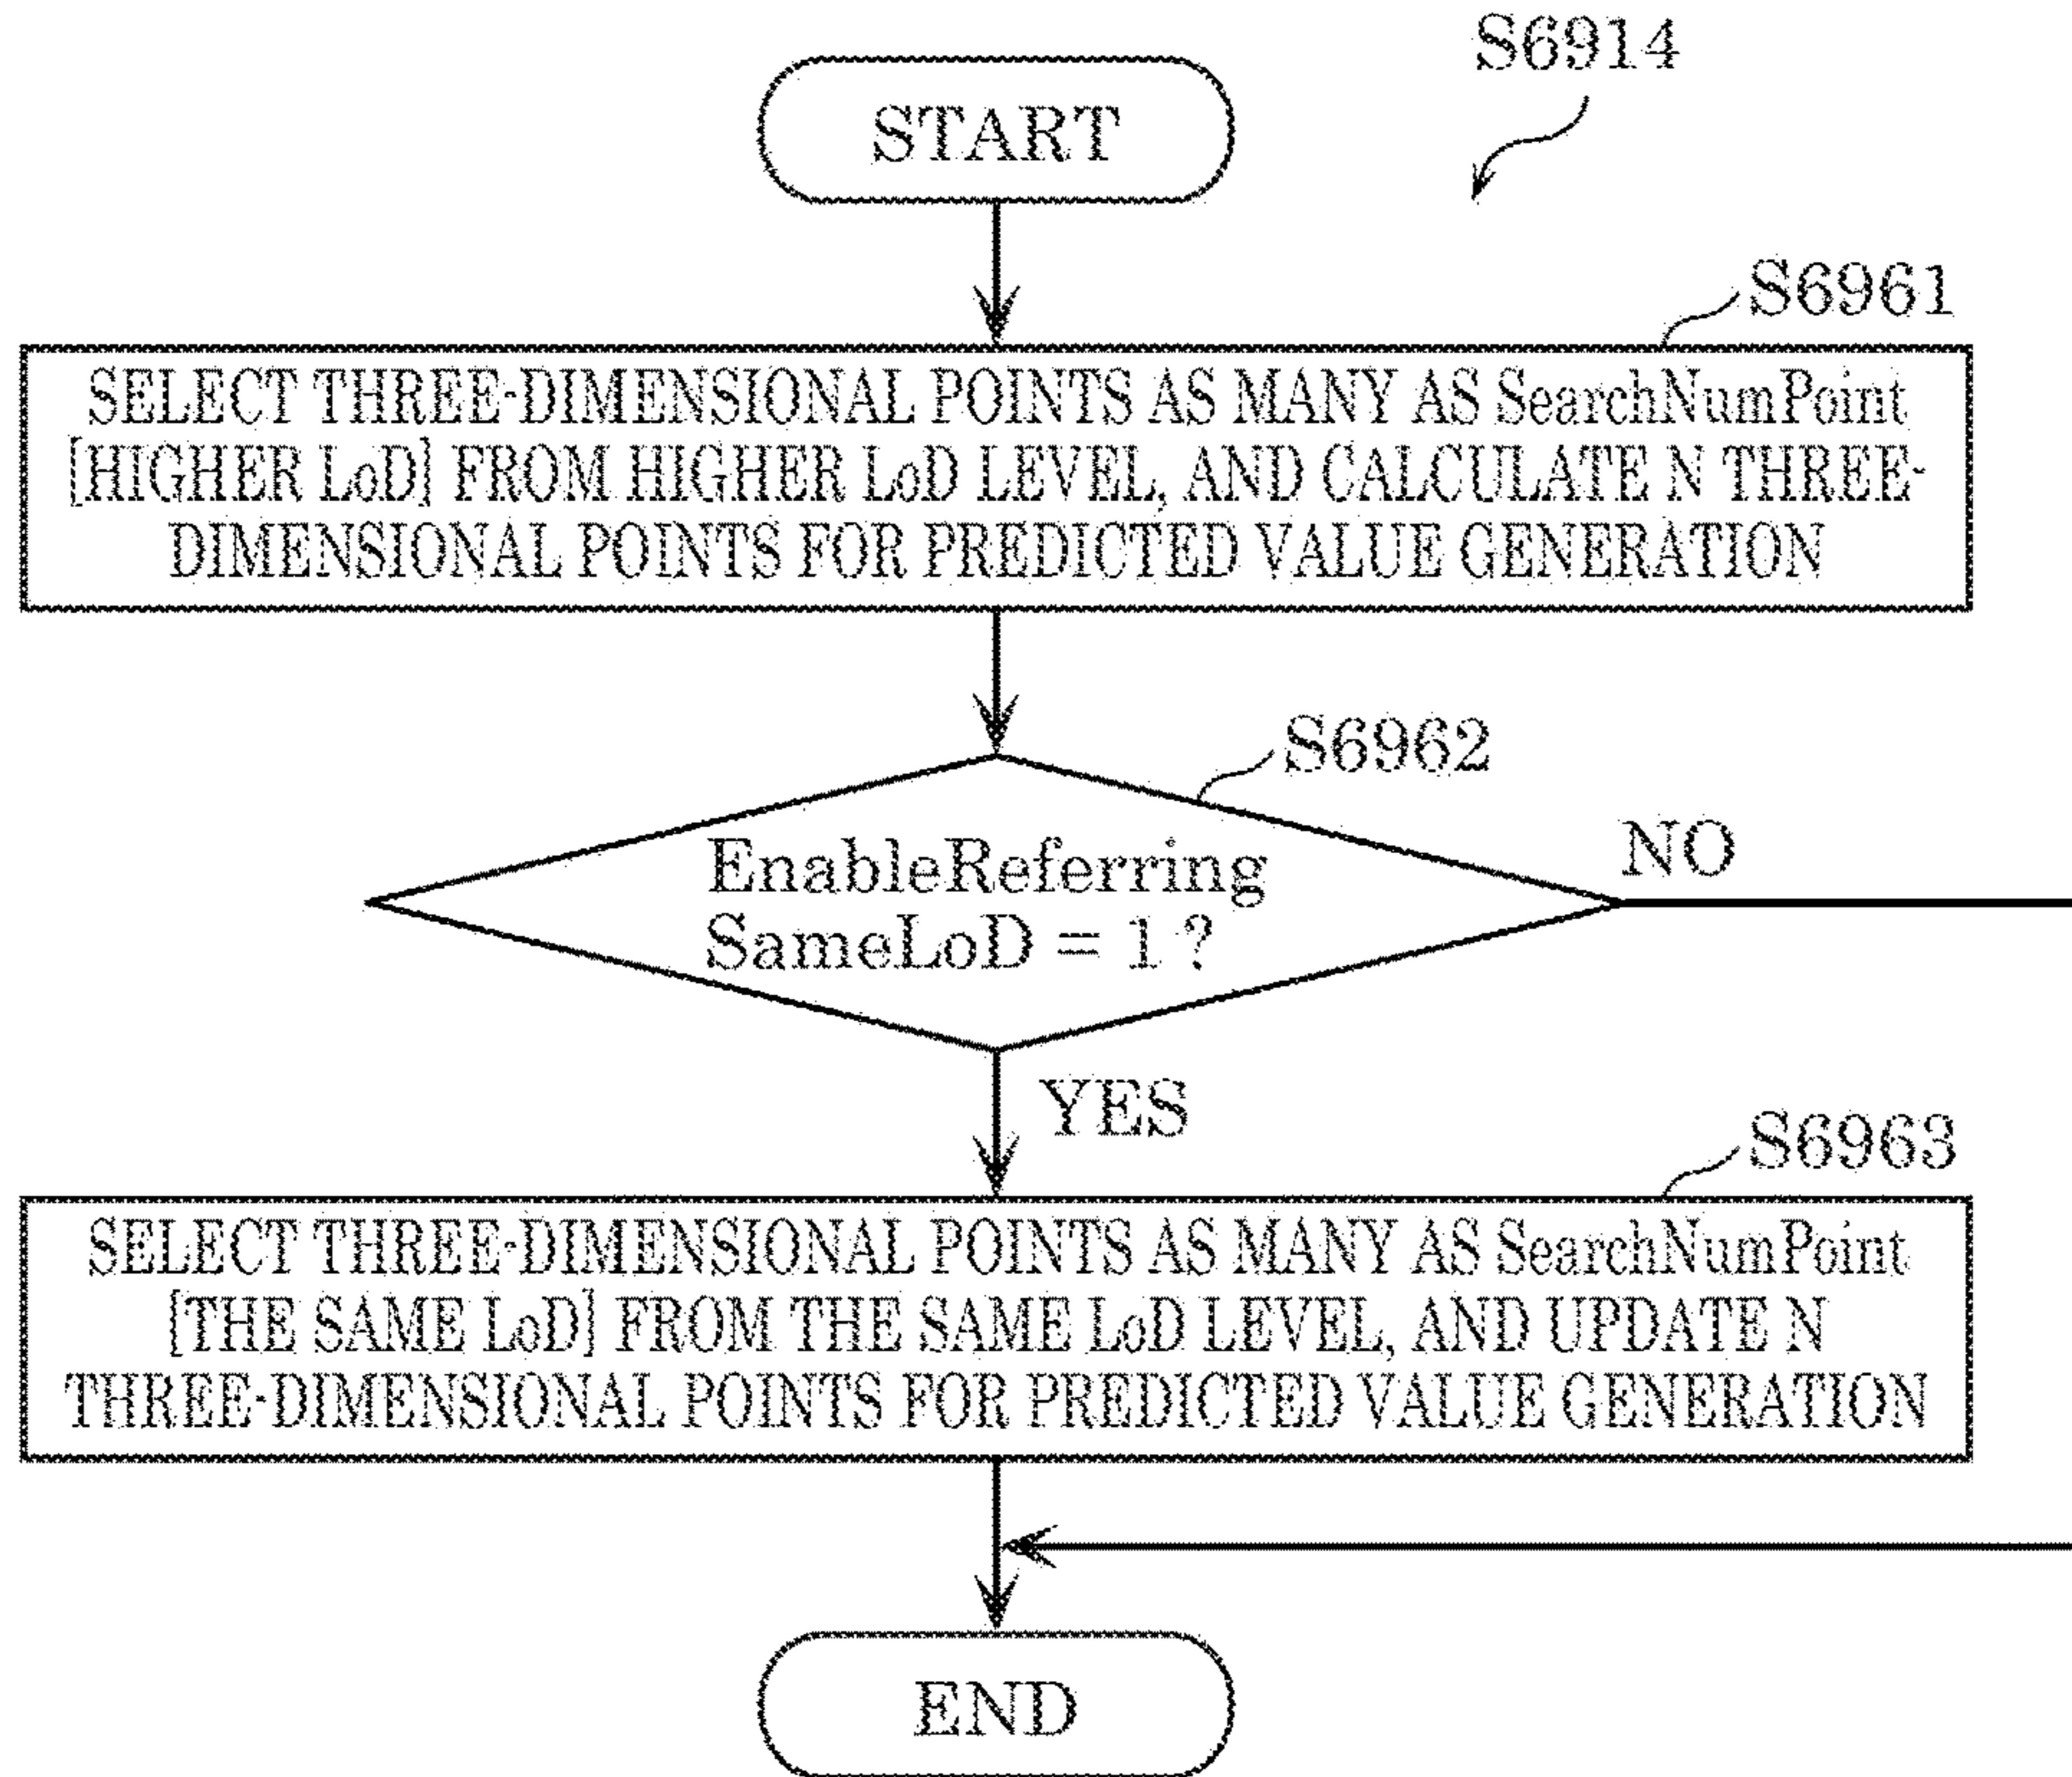 S6914
START
S6961
SELECT THREE-DIMENSIONAL POINTS AS MANY AS SearchNumPoint
[HIGHER LoD] FROM HIGHER LoD LEVEL, AND CALCULATE N THREE-
DIMENSIONAL POINTS FOR PREDICTED VALUE GENERATION
S6962
EnableReferring
SameLoD = 1 ?
NO
YES
S6963
SELECT THREE-DIMENSIONAL POINTS AS MANY AS SearchNumPoint
[THE SAME LoD] FROM THE SAME LoD LEVEL, AND UPDATE N
THREE-DIMENSIONAL POINTS FOR PREDICTED VALUE GENERATION
END